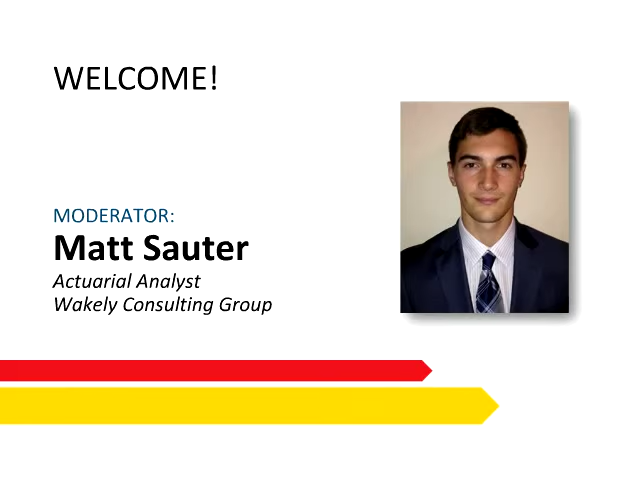 WELCOME!
MODERATOR:
Matt Sauter
Actuarial Analyst
Wakely Consulting Group